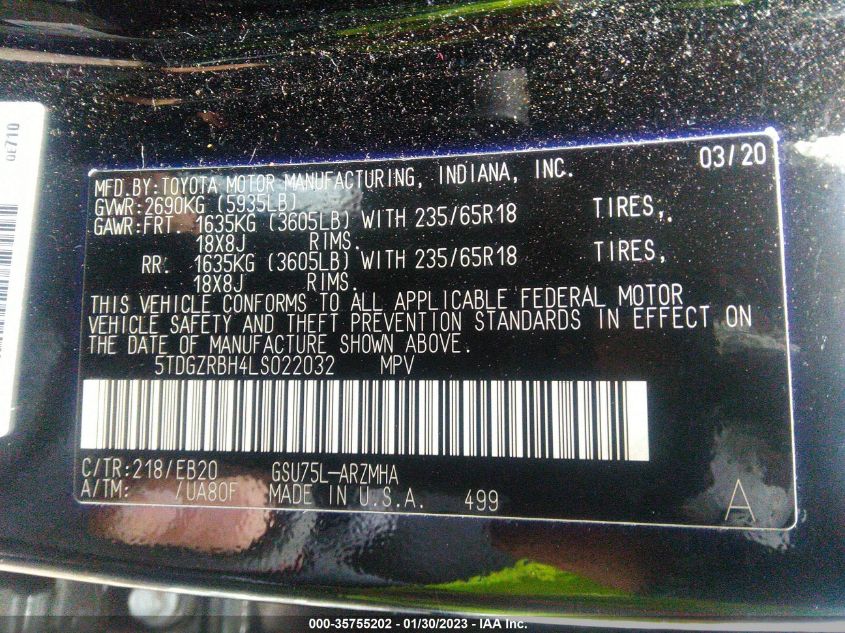 0E710
03/20
MFD.BY:TOYOTA MOTOR MANUFACTURING, INDIANA, INC.
GVWR:2690KG (5935LB)
GAWR:FRT. 1635KG (3605LB) WITH 235/65R18 TIRES,
18X8J RIMS.
RR. 1635KG (3605LB) WITH 235/65R18 TIRES,
18X8J RIMS.
THIS VEHICLE CONFORMS TO ALL APPLICABLE FEDERAL MOTOR
VEHICLE SAFETY AND THEFT PREVENTION STANDARDS IN EFFECT ON
THE DATE OF MANUFACTURE SHOWN ABOVE.
5TDGZRBH4LS022032 MPV
C/TR:218/EB20 GSU75L-ARZMHA
A/TM: /UA80F MADE IN U.S.A. 499
A
000-35755202 - 01/30/2023 - IAA Inc.